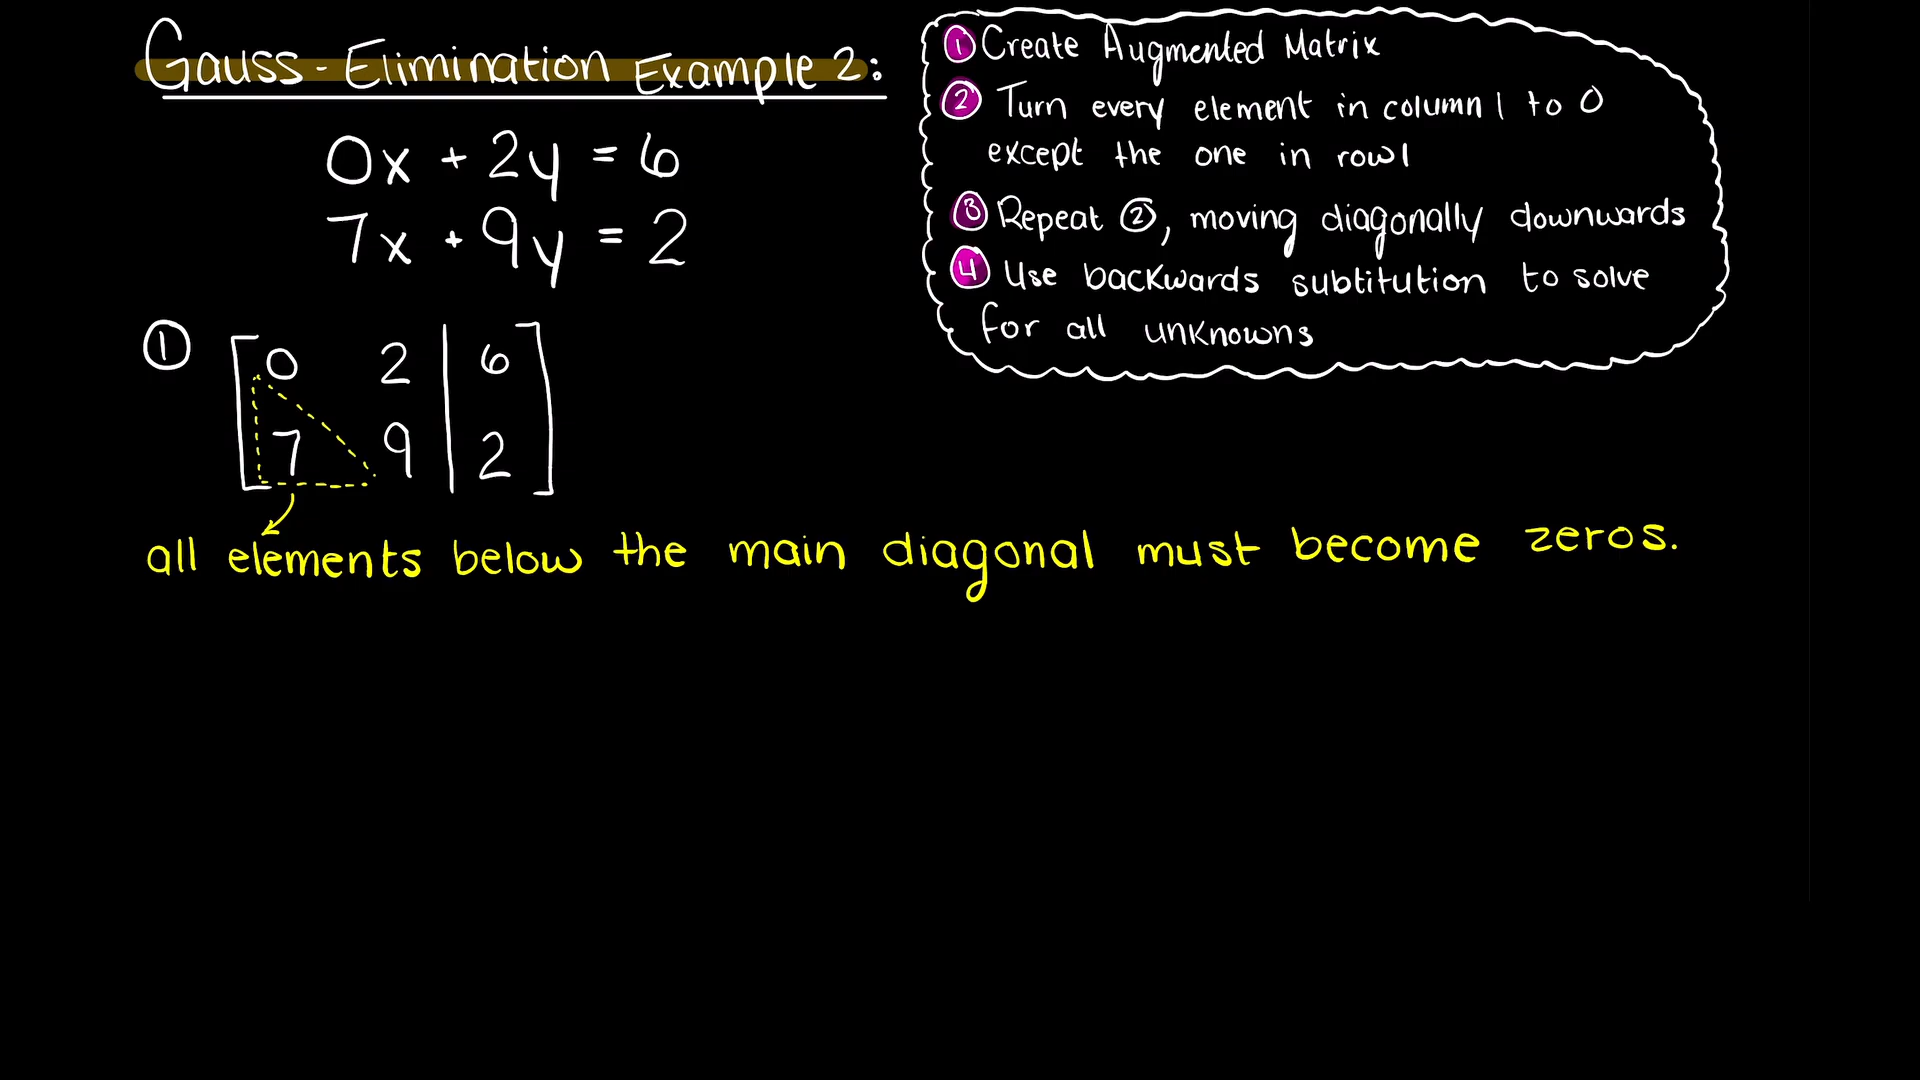 Gauss-Elimination Example 2:
0x + 2y = 6
7x + 9y = 2
① Create Augmented Matrix
② Turn every element in column 1 to 0
except the one in row 1
③ Repeat ②, moving diagonally downwards
④ Use backwards subtitution to solve
for all unknowns
① [ 0 2 | 6 ]
[ 7 9 | 2 ]
all elements below the main diagonal must become zeros.